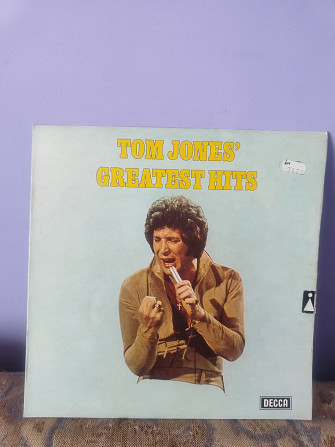 TOM JONES'
GREATEST HITS
DECCA